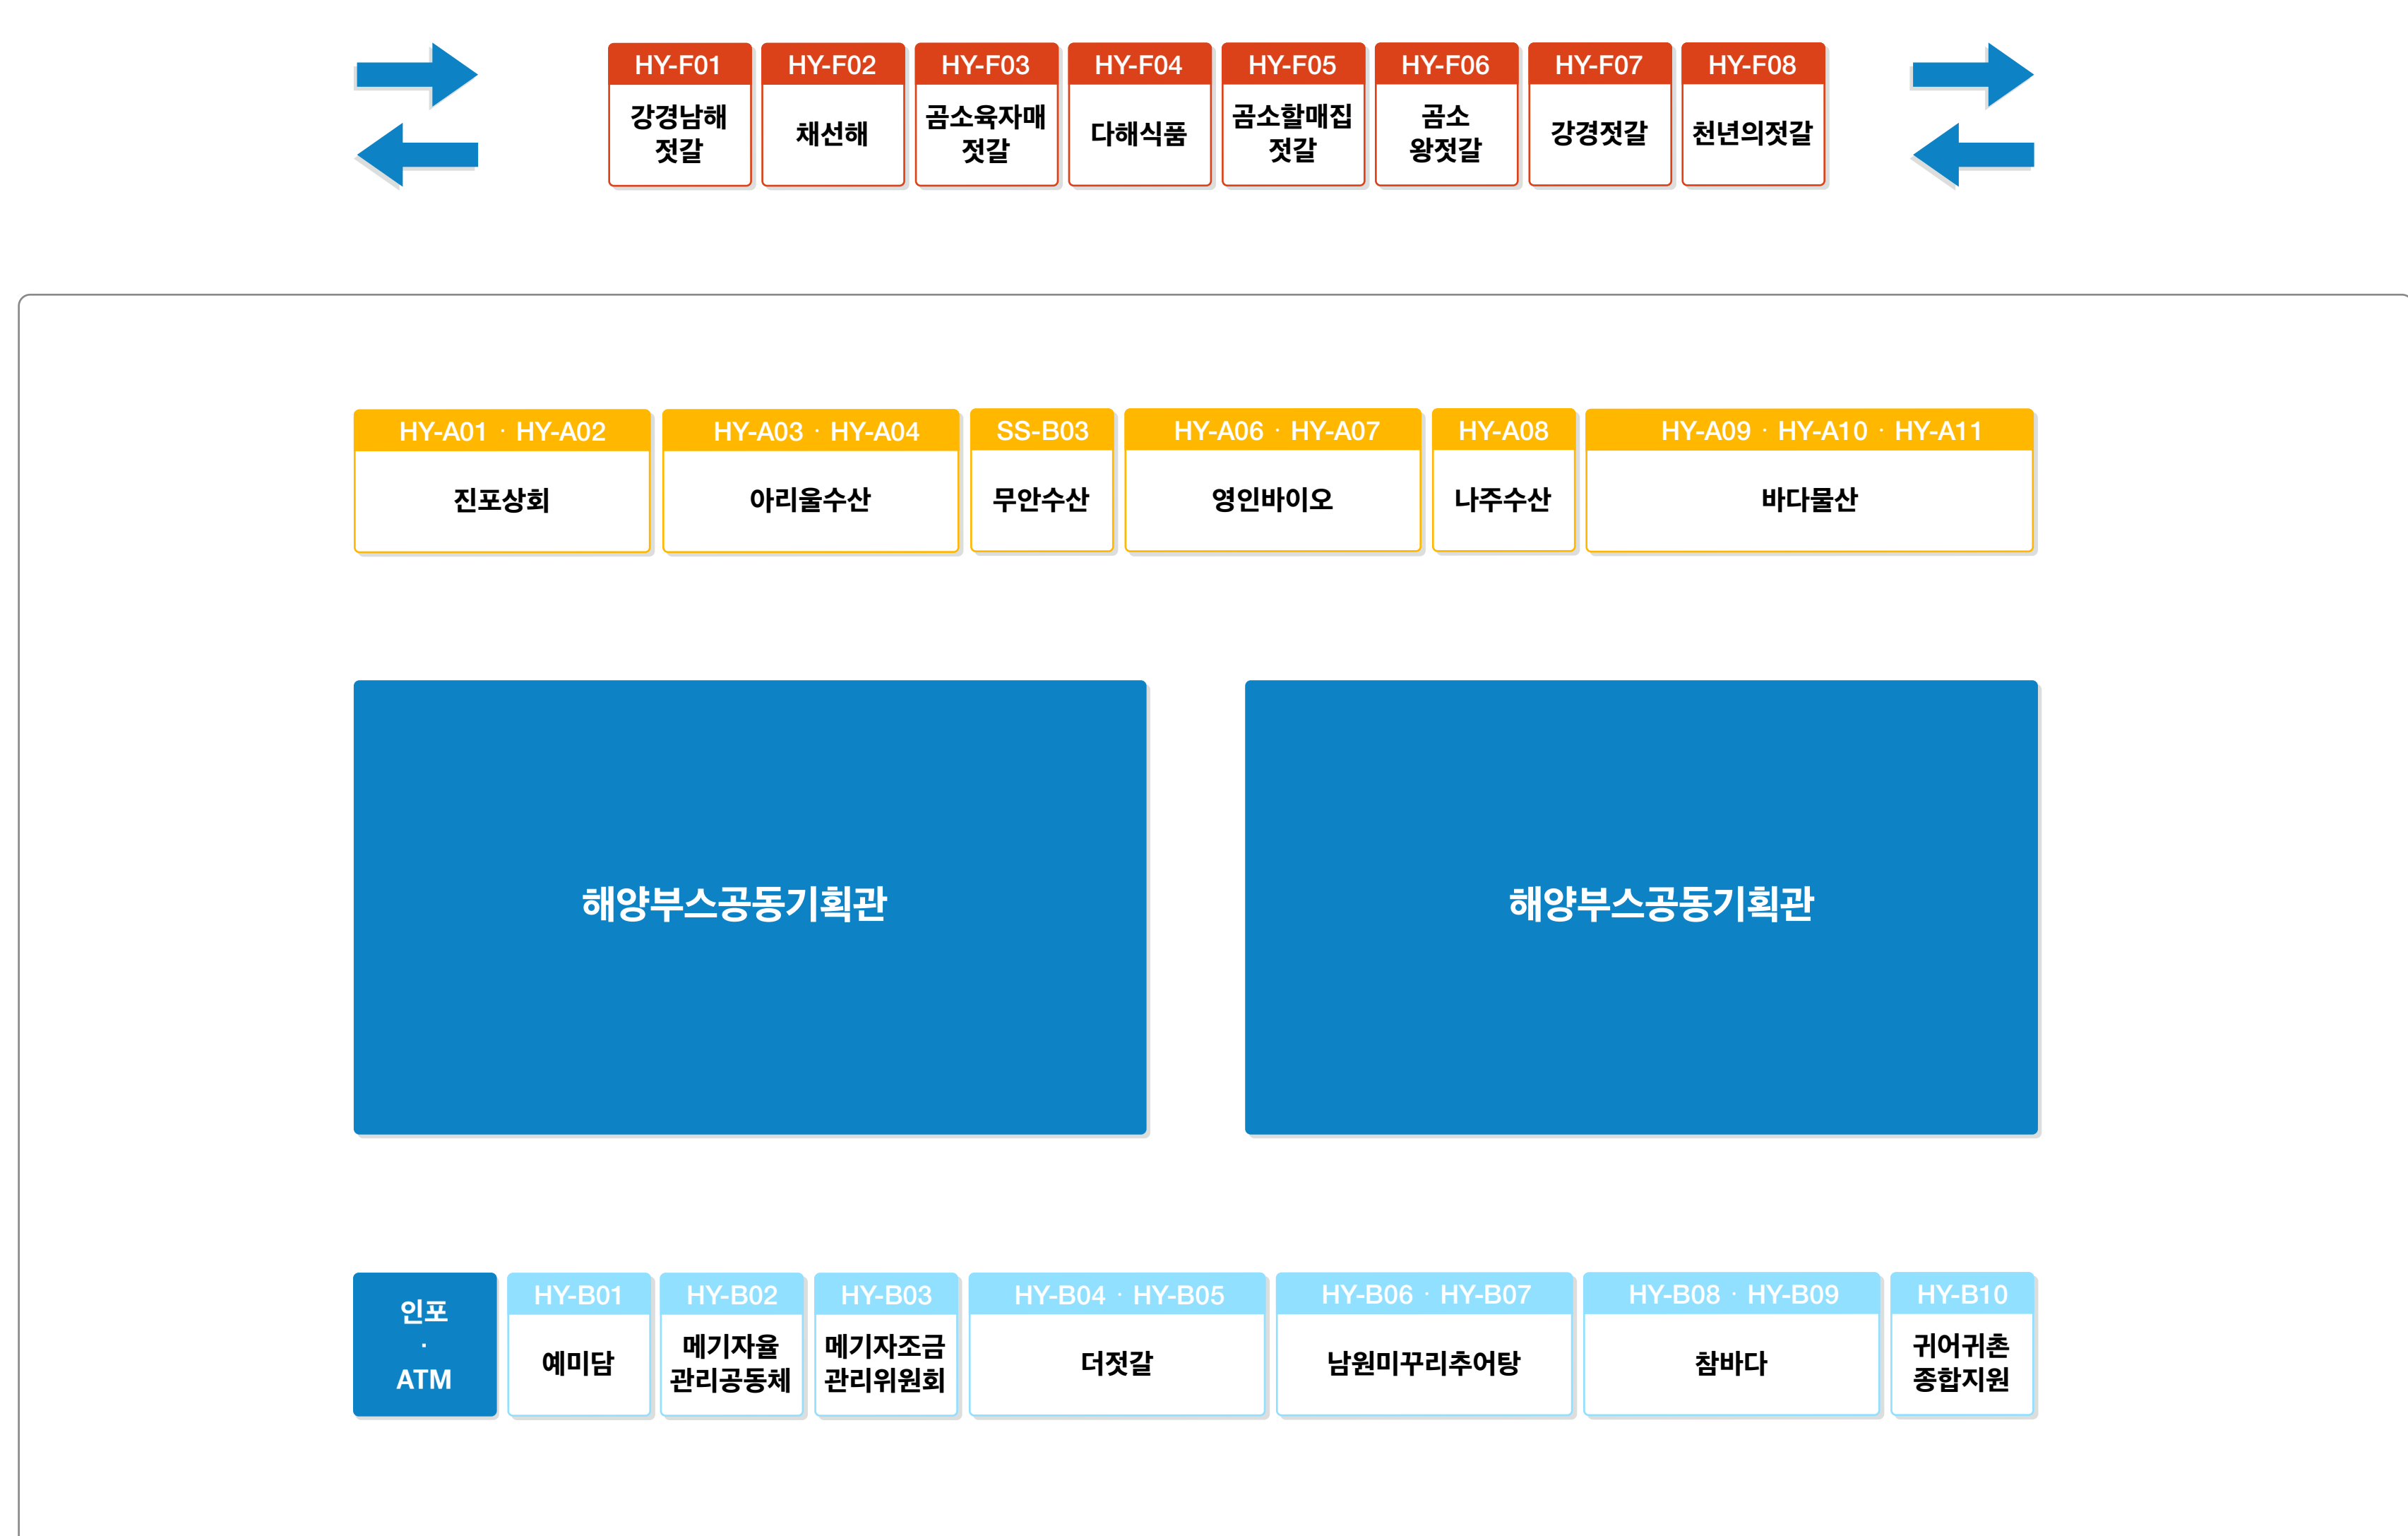 HY-F01
강경남해
젓갈
HY-F02
채선해
HY-F03
곰소육자매
젓갈
HY-F04
다해식품
HY-F05
곰소할매집
젓갈
HY-F06
곰소
왕젓갈
HY-F07
강경젓갈
HY-F08
천년의젓갈
HY-A01 · HY-A02
진포상회
HY-A03 · HY-A04
아리울수산
SS-B03
무안수산
HY-A06 · HY-A07
영인바이오
HY-A08
나주수산
HY-A09 · HY-A10 · HY-A11
바다물산
해양부스공동기획관
해양부스공동기획관
인포
·
ATM
HY-B01
예미담
HY-B02
메기자율
관리공동체
HY-B03
메기자조금
관리위원회
HY-B04 · HY-B05
더젓갈
HY-B06 · HY-B07
남원미꾸리추어탕
HY-B08 · HY-B09
참바다
HY-B10
귀어귀촌
종합지원